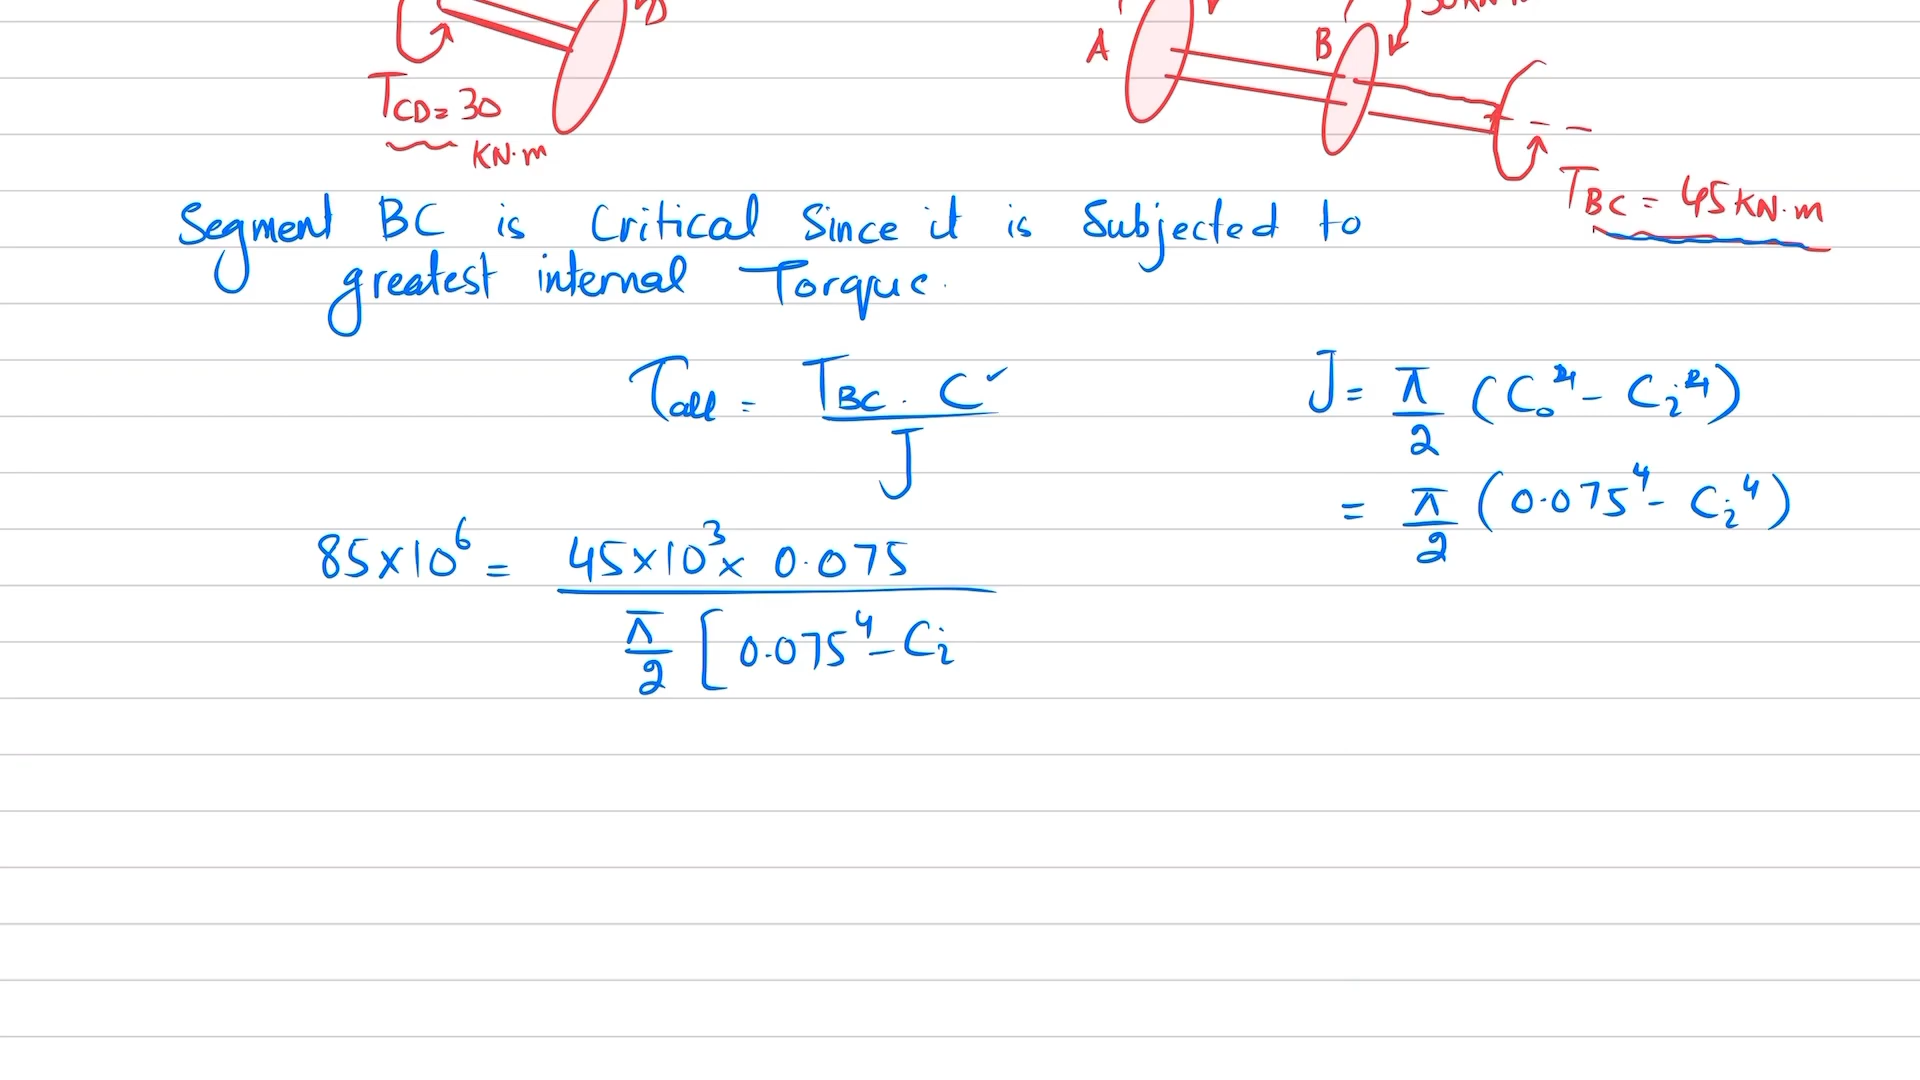 A B
T_CD = 30
KN·m
T_BC = 45 KN·m
Segment BC is Critical Since it is Subjected to
greatest internal Torque.
τ_all = T_BC · C ✓ / J
J = π/2 (C_o^4 - C_i^4)
= π/2 (0.075^4 - C_i^4)
85×10^6 = 45×10^3 × 0.075 / π/2 [0.075^4 - C_i